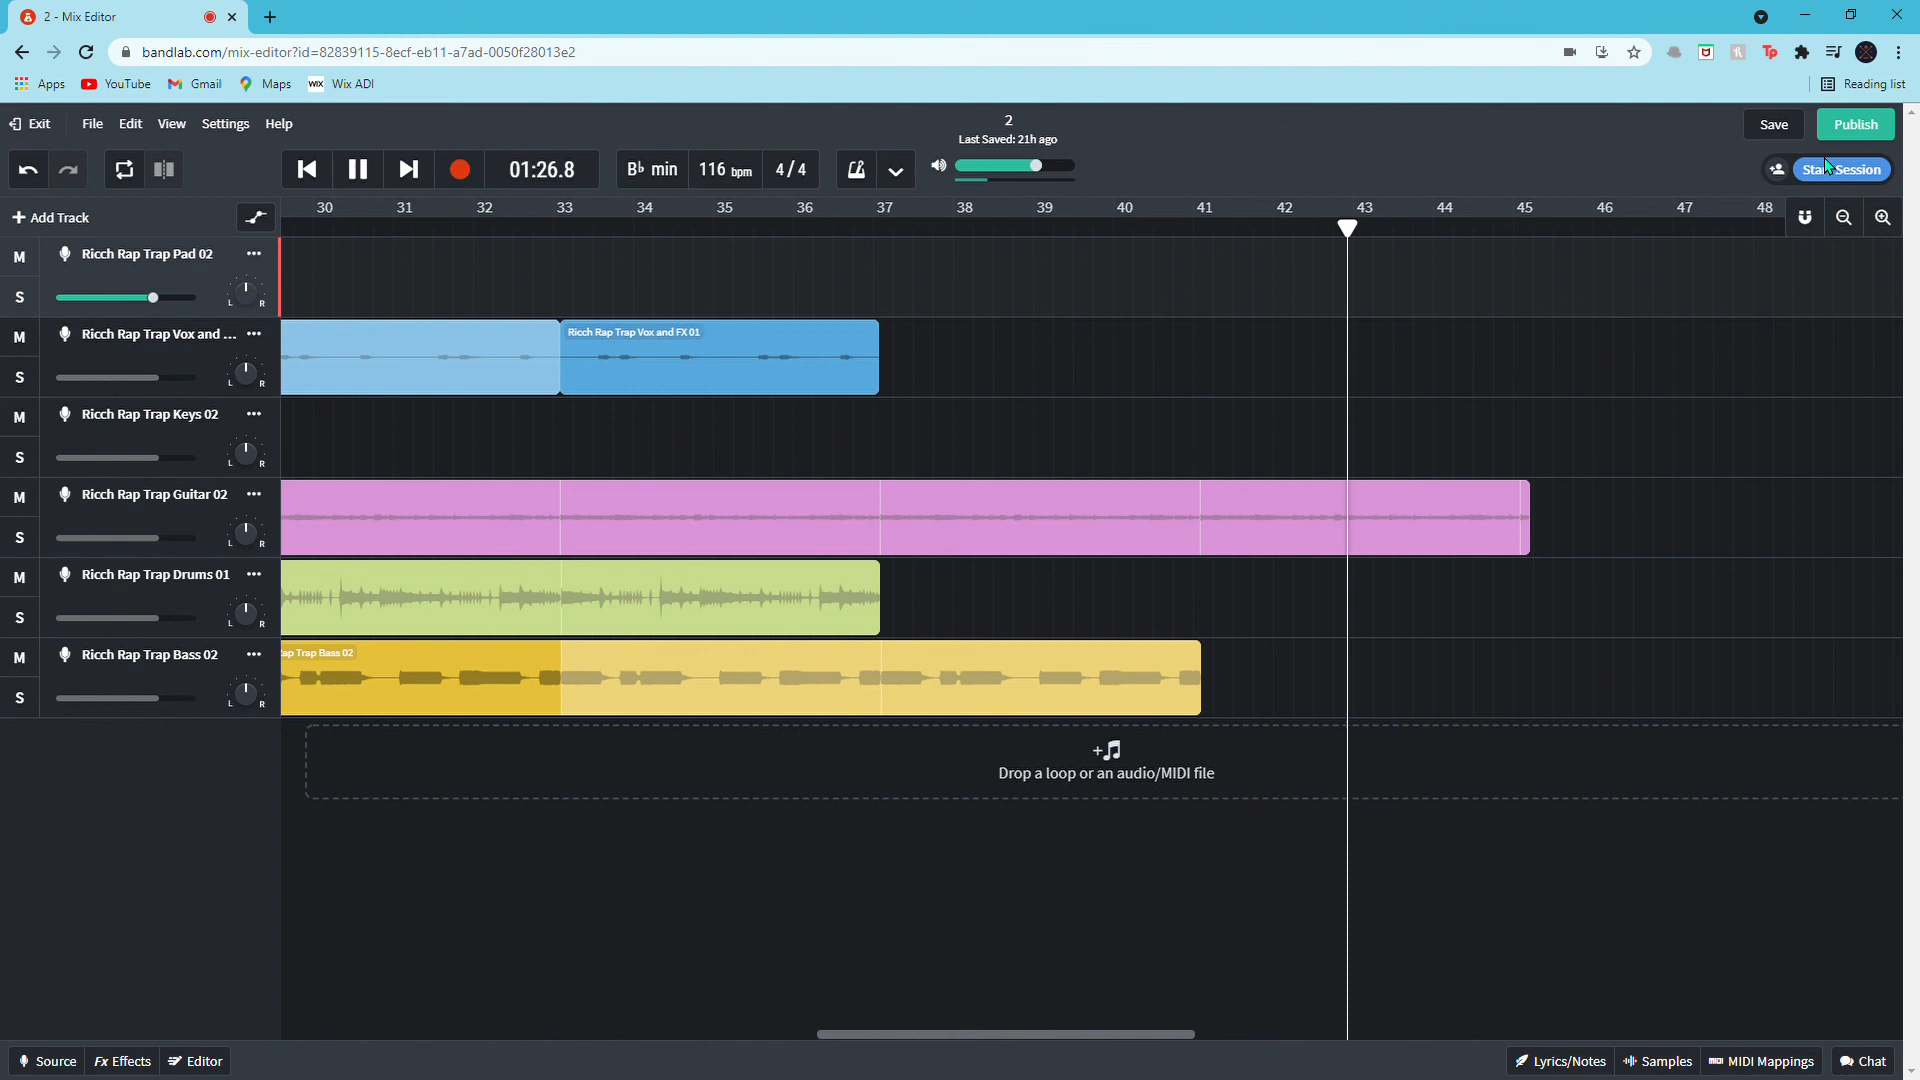 2 - Mix Editor
bandlab.com/mix-editor?id=82839115-8ecf-eb11-a7ad-0050f28013e2
Apps YouTube Gmail Maps WIX Wix ADI Reading list
Exit File Edit View Settings Help
2
Last Saved: 21h ago
Save Publish
01:26.8 B♭ min 116 bpm 4/4
Start Session
+ Add Track
30 31 32 33 34 35 36 37 38 39 40 41 42 43 44 45 46 47 48
M Ricch Rap Trap Pad 02
S L R
M Ricch Rap Trap Vox and ...
Ricch Rap Trap Vox and FX 01
S L R
M Ricch Rap Trap Keys 02
S L R
M Ricch Rap Trap Guitar 02
S L R
M Ricch Rap Trap Drums 01
S L R
M Ricch Rap Trap Bass 02
Rap Trap Bass 02
S L R
Drop a loop or an audio/MIDI file
Source Fx Effects Editor Lyrics/Notes Samples MIDI Mappings Chat